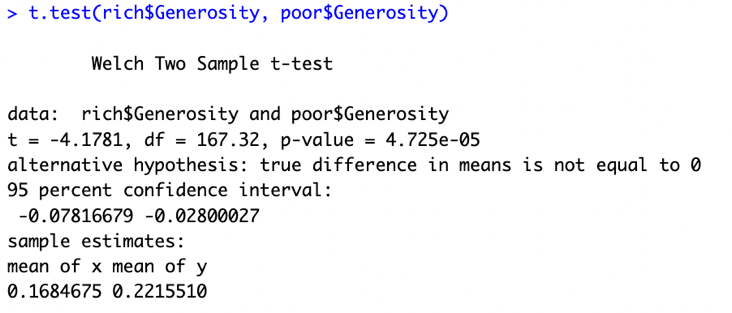 > t.test(rich$Generosity, poor$Generosity)
Welch Two Sample t-test
data:  rich$Generosity and poor$Generosity
t = -4.1781, df = 167.32, p-value = 4.725e-05
alternative hypothesis: true difference in means is not equal to 0
95 percent confidence interval:
-0.07816679 -0.02800027
sample estimates:
mean of x mean of y
0.1684675 0.2215510